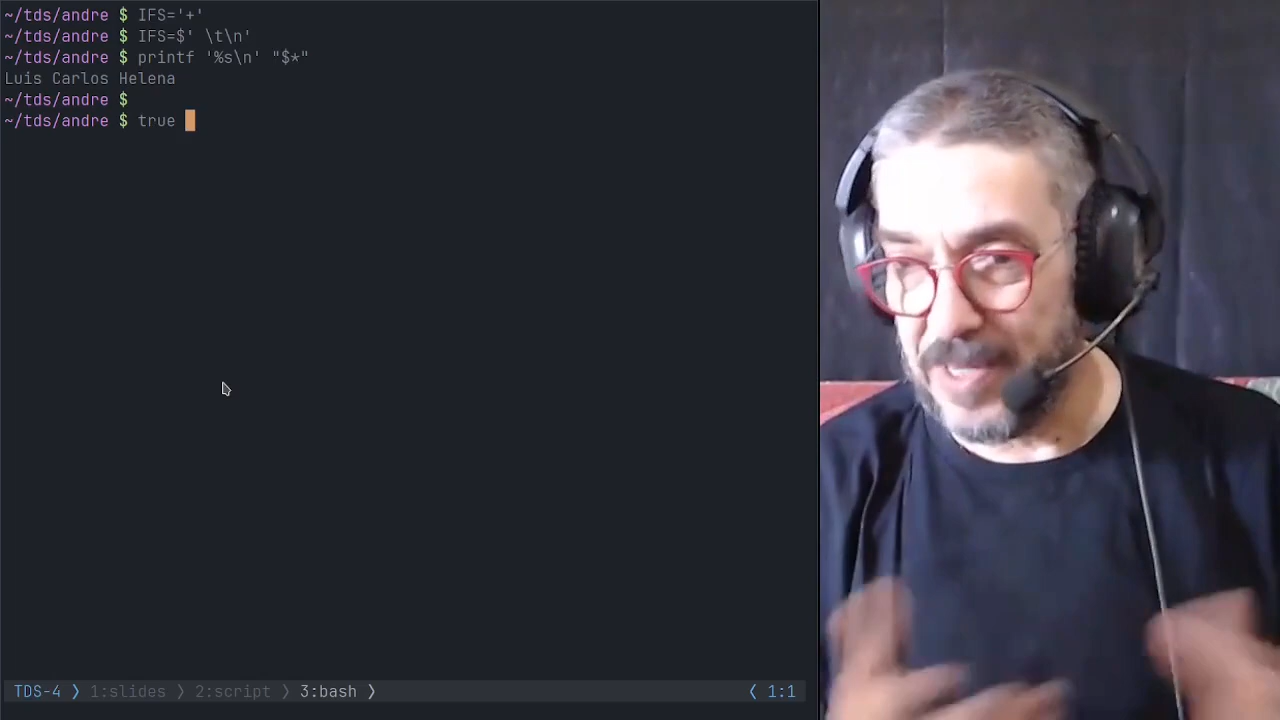 ~/tds/andre $ IFS='+'
~/tds/andre $ IFS=$' \t\n'
~/tds/andre $ printf '%s\n' "$*"
Luis Carlos Helena
~/tds/andre $
~/tds/andre $ true
TDS-4 ❯ 1:slides ❯ 2:script ❯ 3:bash ❯ ❮ 1:1